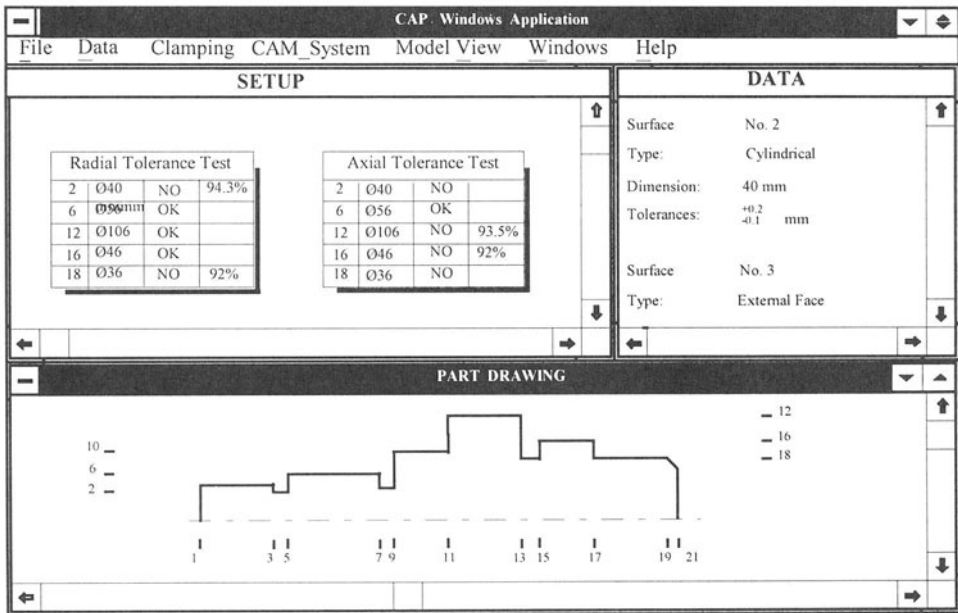 CAP Windows Application
File Data Clamping CAM_System Model View Windows Help
SETUP
Radial Tolerance Test
2 Ø40 NO 94.3%
6 Ø56 OK
12 Ø106 OK
16 Ø46 OK
18 Ø36 NO 92%
Axial Tolerance Test
2 Ø40 NO
6 Ø56 OK
12 Ø106 NO 93.5%
16 Ø46 NO 92%
18 Ø36 NO
DATA
Surface No. 2
Type: Cylindrical
Dimension: 40 mm
Tolerances: +0.2 -0.1 mm
Surface No. 3
Type: External Face
PART DRAWING
10
6
2
12
16
18
1 3 5 7 9 11 13 15 17 19 21